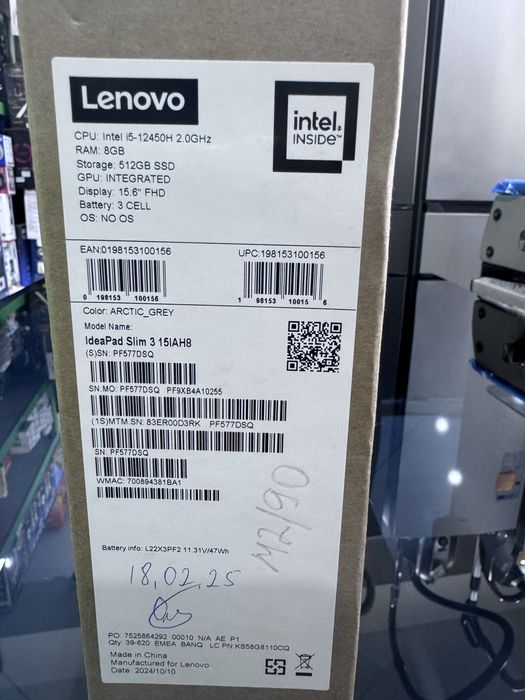 Lenovo
intel.
INSIDE™
CPU: Intel i5-12450H 2.0GHz
RAM: 8GB
Storage: 512GB SSD
GPU: INTEGRATED
Display: 15.6" FHD
Battery: 3 CELL
OS: NO OS
EAN:0198153100156
UPC:198153100156
0 198153 100156
1 98153 10015 6
Color: ARCTIC_GREY
Model Name:
IdeaPad Slim 3 15IAH8
(S)SN: PF577DSQ
SN.MO: PF577DSQ PF9XB4A10255
(1S)MTM.SN: 83ER00D3RK PF577DSQ
SN: PF577DSQ
WMAC: 700894381BA1
12/90
Battery info: L22X3PF2 11.31V/47Wh
18,02,25
PO: 7525864292 00010 N/A AE P1
Qty: 39-620 EMEA BANQ LC PN:KS58G8110CQ
Made in China
Manufactured for Lenovo
Date: 2024/10/10